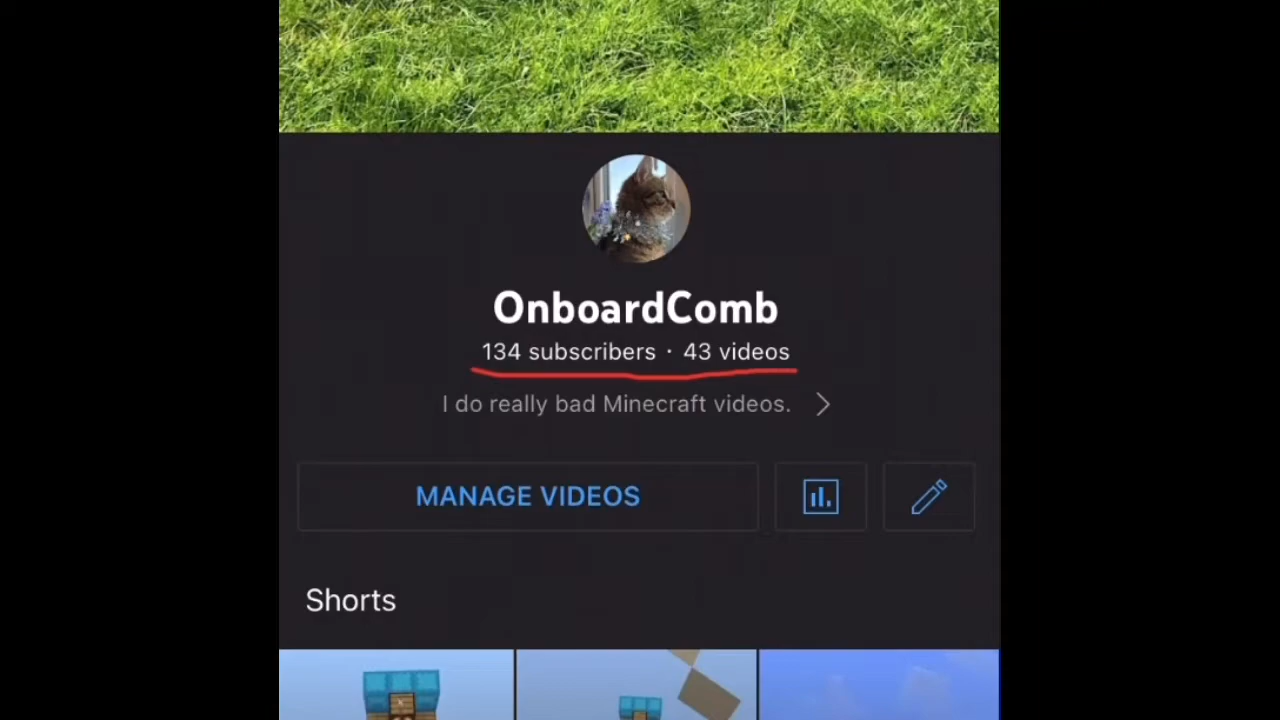 OnboardComb
134 subscribers · 43 videos
I do really bad Minecraft videos.
MANAGE VIDEOS
Shorts